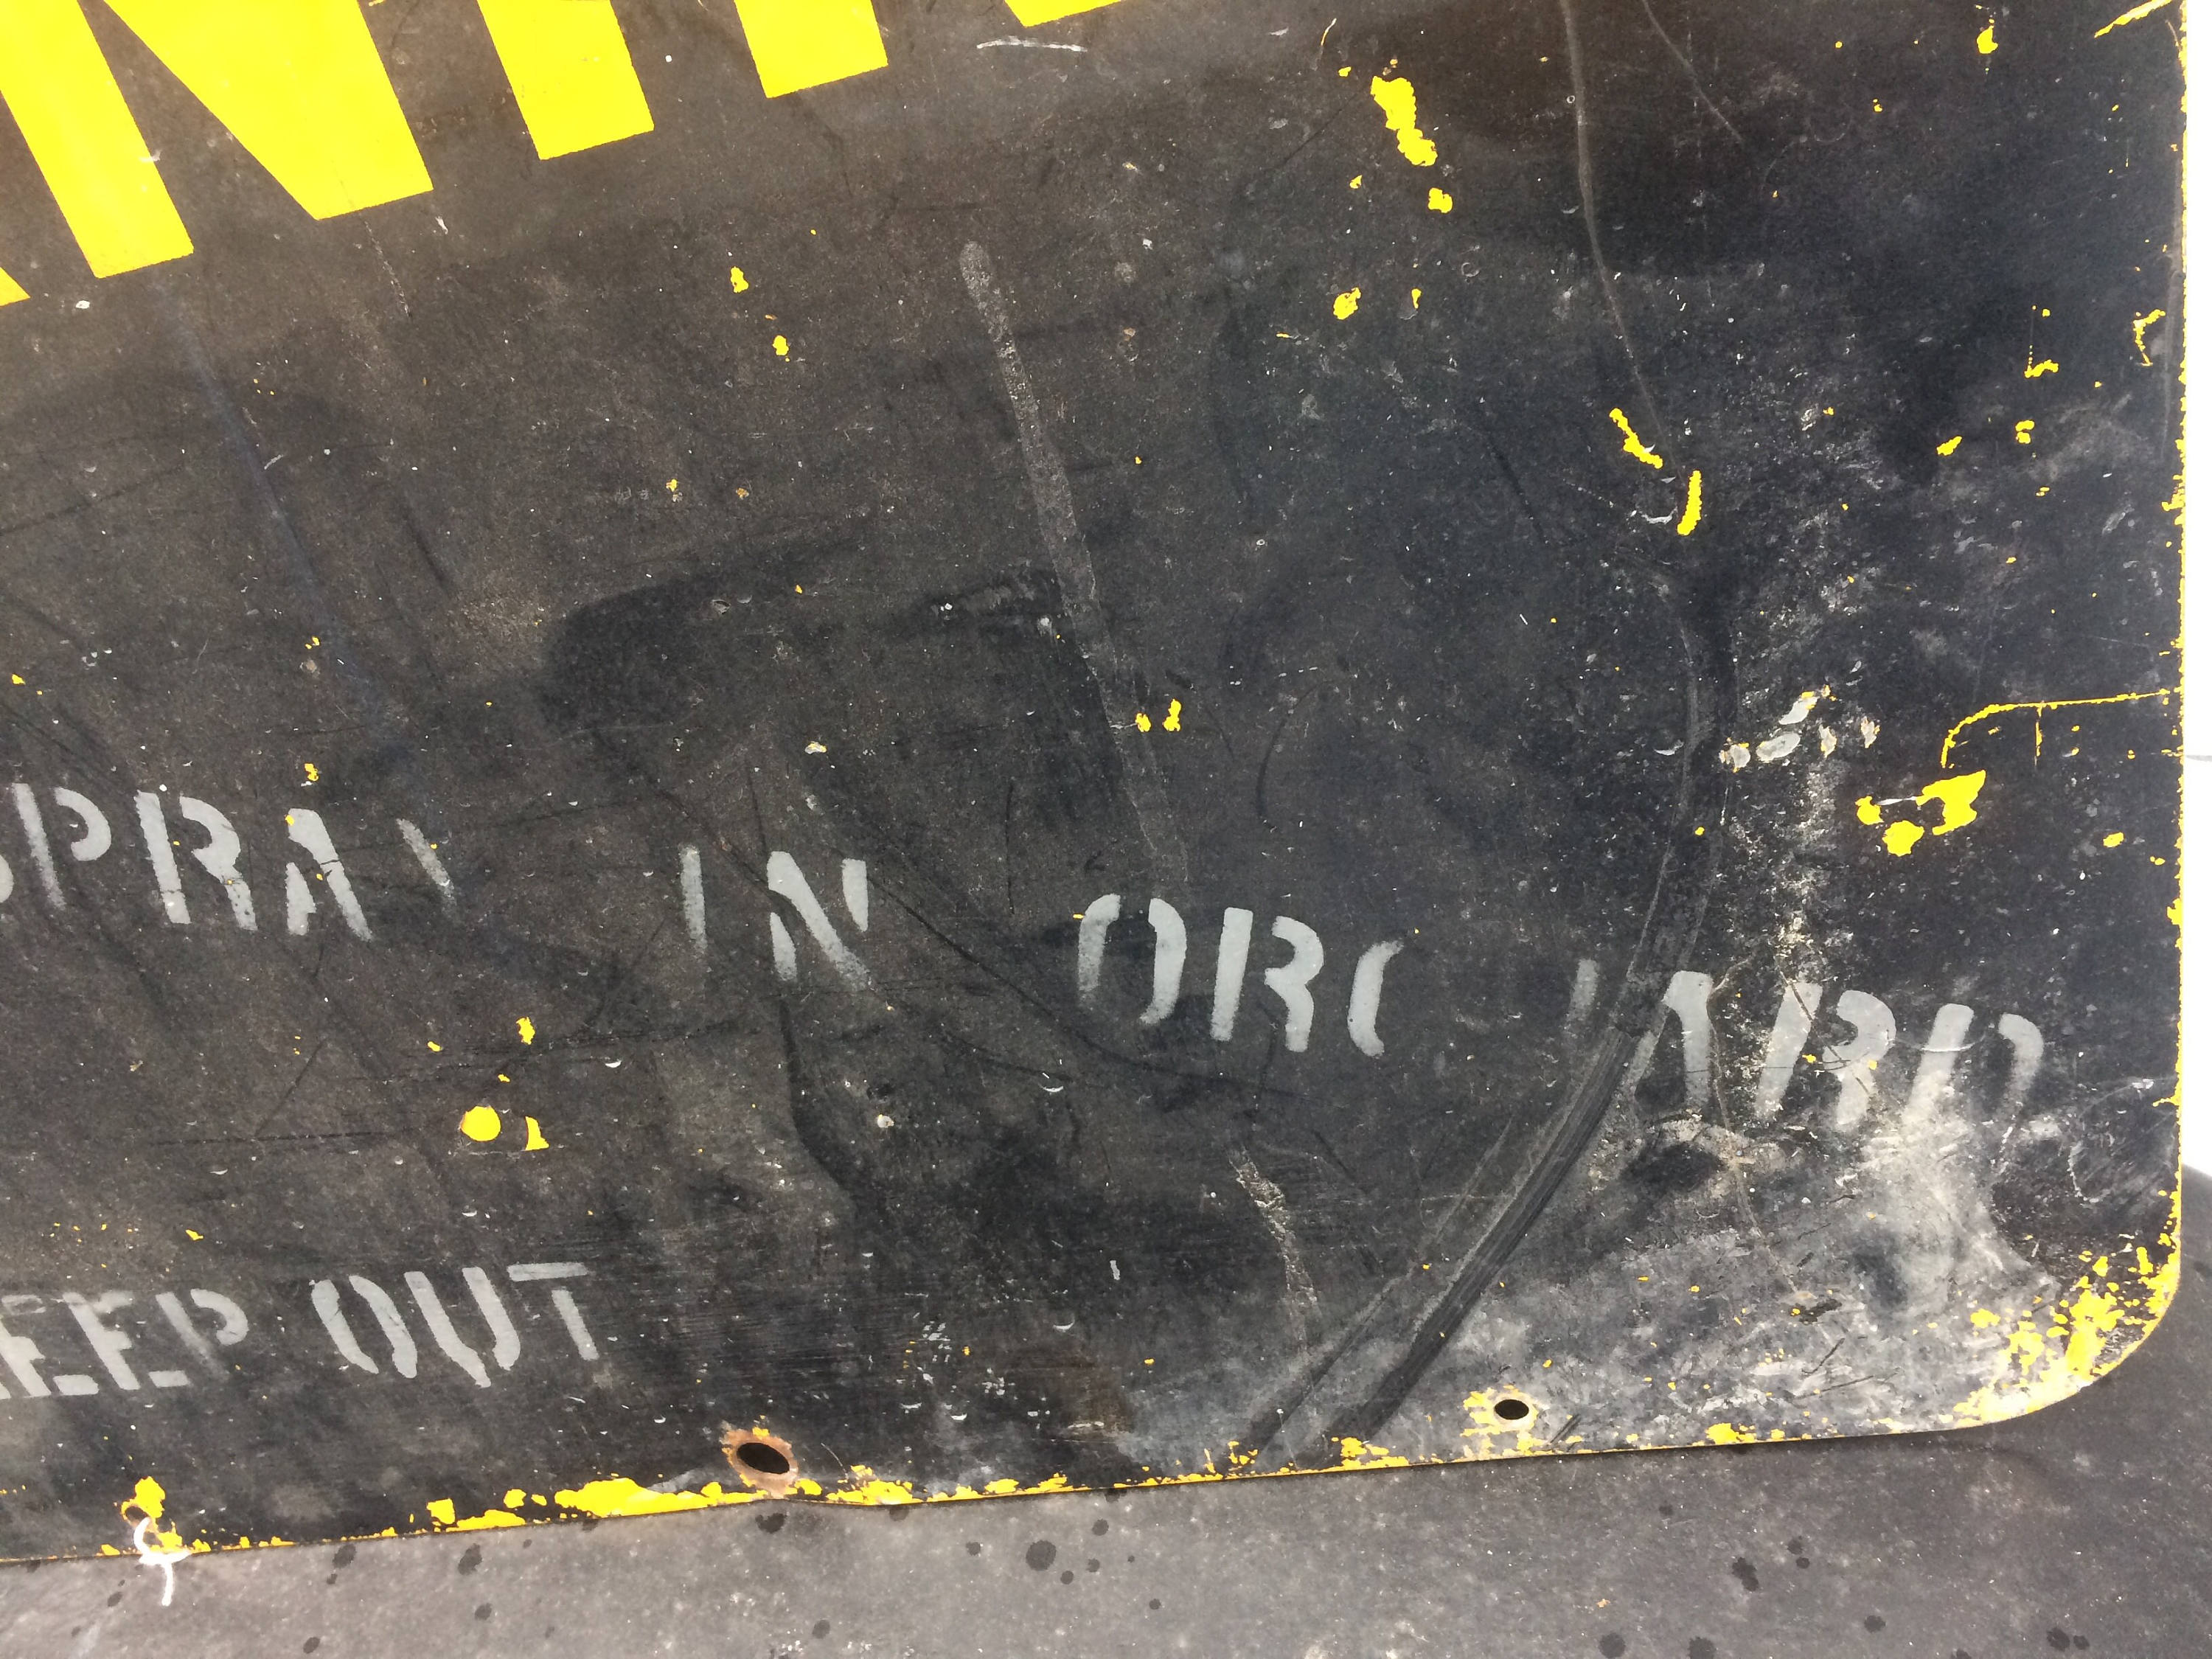 SPRAY IN ORCHARD
KEEP OUT